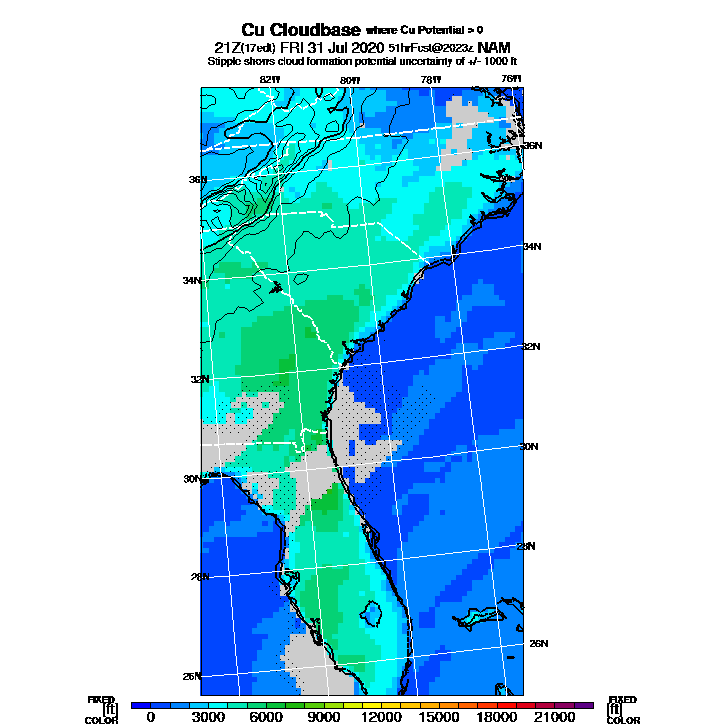 Cu Cloudbase where Cu Potential > 0
21Z(17edt) FRI 31 Jul 2020 51hrFcst@2023z NAM
Stipple shows cloud formation potential uncertainty of +/- 1000 ft
82W 80W 78W 76W
36N
36N
34N
34N
32N
32N
30N
30N
28N
28N
26N
26N
FIXED FIXED
[ft] [ft]
COLOR COLOR
0 3000 6000 9000 12000 15000 18000 21000